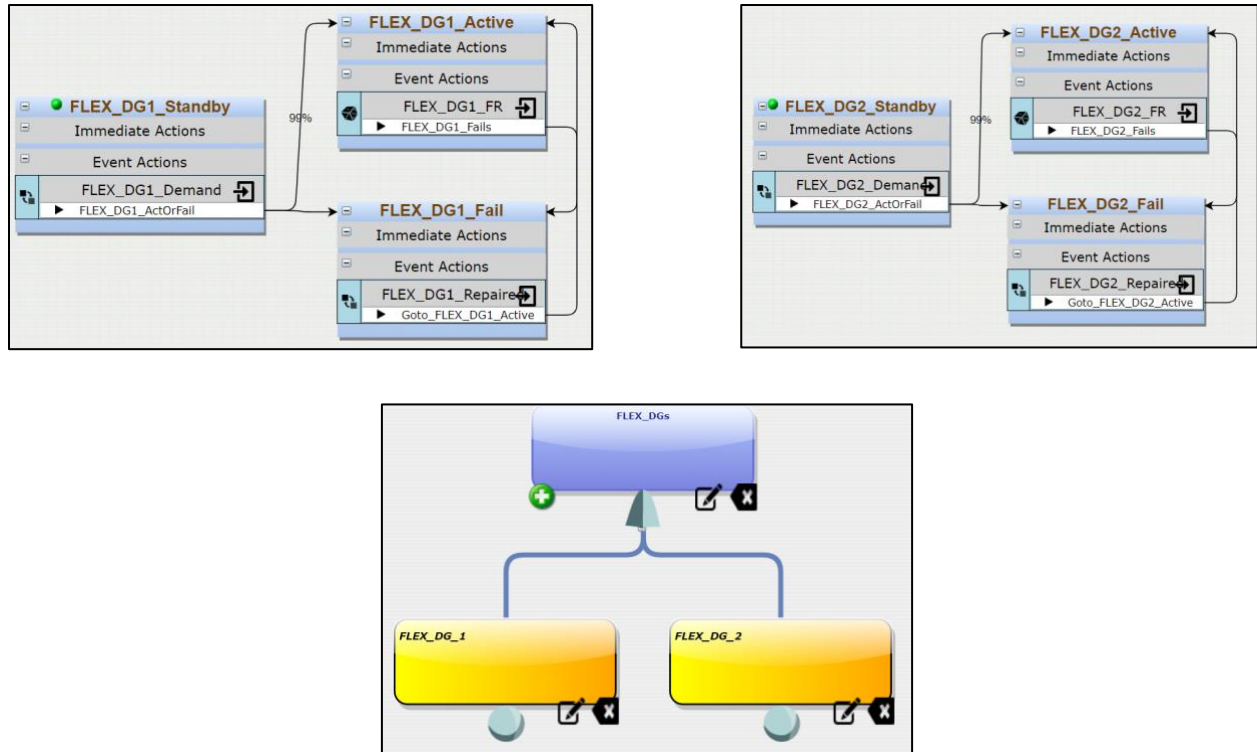 FLEX_DG1_Standby
Immediate Actions
Event Actions
FLEX_DG1_Demand
FLEX_DG1_ActOrFail
99%
FLEX_DG1_Active
Immediate Actions
Event Actions
FLEX_DG1_FR
FLEX_DG1_Fails
FLEX_DG1_Fail
Immediate Actions
Event Actions
FLEX_DG1_Repaired
Goto_FLEX_DG1_Active
FLEX_DG2_Standby
Immediate Actions
Event Actions
FLEX_DG2_Demand
FLEX_DG2_ActOrFail
99%
FLEX_DG2_Active
Immediate Actions
Event Actions
FLEX_DG2_FR
FLEX_DG2_Fails
FLEX_DG2_Fail
Immediate Actions
Event Actions
FLEX_DG2_Repaired
Goto_FLEX_DG2_Active
FLEX_DGs
FLEX_DG_1
FLEX_DG_2